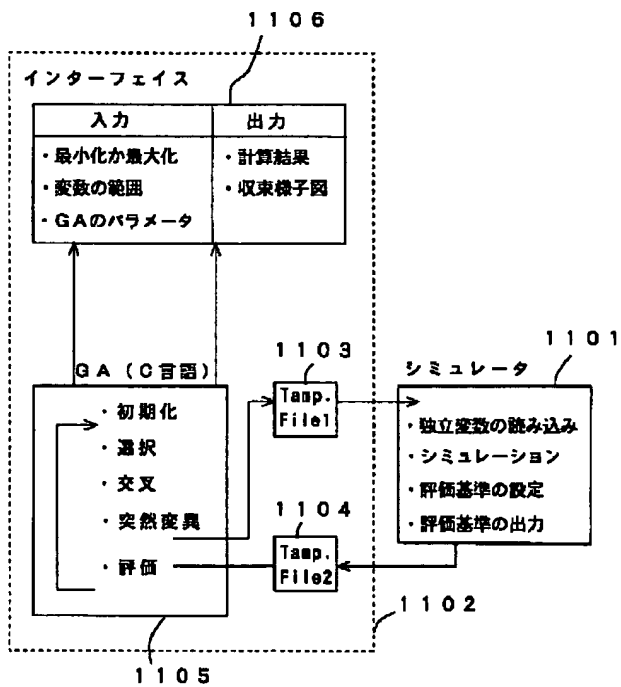 1106
インターフェイス
入力
出力
・最小化か最大化
・変数の範囲
・GAのパラメータ
・計算結果
・収束様子図
GA(C言語)
・初期化
・選択
・交叉
・突然変異
・評価
1105
1103
Tamp.
File1
1104
Tamp.
File2
シミュレータ
1101
・独立変数の読み込み
・シミュレーション
・評価基準の設定
・評価基準の出力
1102